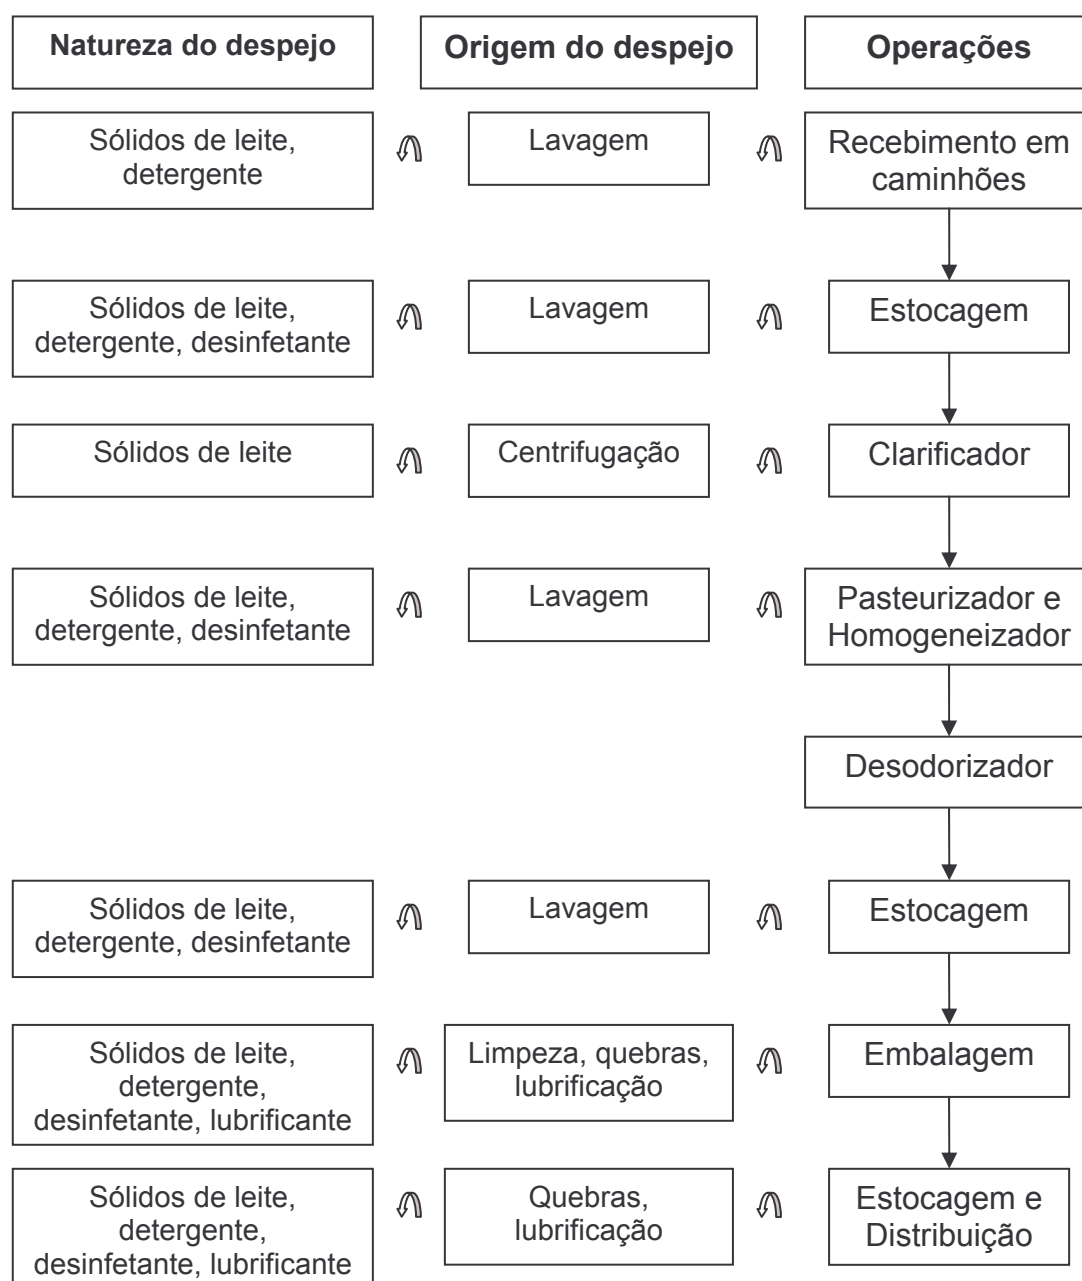 Natureza do despejo
Origem do despejo
Operações
Sólidos de leite,
detergente
Lavagem
Recebimento em
caminhões
Sólidos de leite,
detergente, desinfetante
Lavagem
Estocagem
Sólidos de leite
Centrifugação
Clarificador
Sólidos de leite,
detergente, desinfetante
Lavagem
Pasteurizador e
Homogeneizador
Desodorizador
Sólidos de leite,
detergente, desinfetante
Lavagem
Estocagem
Sólidos de leite,
detergente,
desinfetante, lubrificante
Limpeza, quebras,
lubrificação
Embalagem
Sólidos de leite,
detergente,
desinfetante, lubrificante
Quebras,
lubrificação
Estocagem e
Distribuição